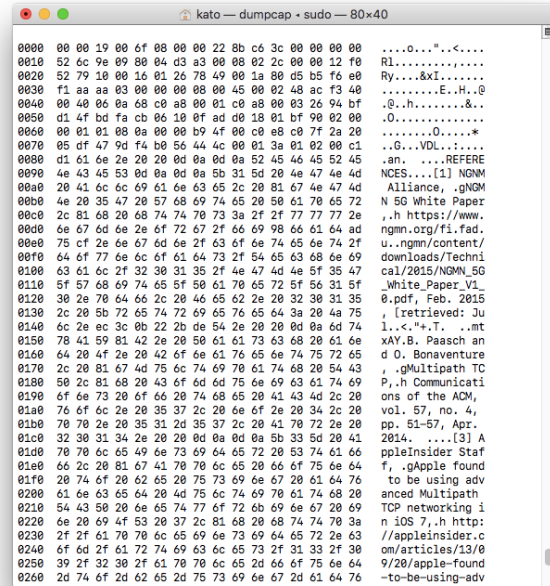 kato — dumpcap ◂ sudo — 80×40
0000 00 00 19 00 6f 08 00 00 22 8b c6 3c 00 00 00 00 ....o..."..<....
0010 52 6c 9e 09 80 04 d3 a3 00 08 02 2c 00 00 12 f0 Rl.........,....
0020 52 79 10 00 16 01 26 78 49 00 1a 80 d5 b5 f6 e0 Ry....&xI.......
0030 f1 aa aa 03 00 00 00 08 00 45 00 02 48 ac f3 40 .........E..H..@
0040 00 40 06 0a 68 c0 a8 00 01 c0 a8 00 03 26 94 bf .@..h........&..
0050 d1 4f bd fa cb 06 10 0f ad d0 18 01 bf 90 02 00 .O..............
0060 00 01 01 08 0a 00 00 b9 4f 00 c0 e8 c0 7f 2a 20 ........O.....*
0070 05 df 47 9d f4 b0 56 44 4c 00 01 3a 01 02 00 c1 ..G...VDL..:....
0080 d1 61 6e 2e 20 20 0d 0a 0d 0a 52 45 46 45 52 45 .an.  ....REFERE
0090 4e 43 45 53 0d 0a 0d 0a 5b 31 5d 20 4e 47 4e 4d NCES....[1] NGNM
00a0 20 41 6c 6c 69 61 6e 63 65 2c 20 81 67 4e 47 4d Alliance, .gNGM
00b0 4e 20 35 47 20 57 68 69 74 65 20 50 61 70 65 72 N 5G White Paper
00c0 2c 81 68 20 68 74 74 70 73 3a 2f 2f 77 77 77 2e ,.h https://www.
00d0 6e 67 6d 6e 2e 6f 72 67 2f 66 69 98 66 61 64 ad ngmn.org/fi.fad.
00e0 75 cf 2e 67 6e 6d 6e 2f 63 6f 6e 74 65 6e 74 2f u..ngmn/content/
00f0 64 6f 77 6e 6c 6f 61 64 73 2f 54 65 63 68 6e 69 downloads/Techni
0100 63 61 6c 2f 32 30 31 35 2f 4e 47 4d 4e 5f 35 47 cal/2015/NGMN_5G
0110 5f 57 68 69 74 65 5f 50 61 70 65 72 5f 56 31 5f _White_Paper_V1_
0120 30 2e 70 64 66 2c 20 46 65 62 2e 20 32 30 31 35 0.pdf, Feb. 2015
0130 2c 20 5b 72 65 74 72 69 65 76 65 64 3a 20 4a 75 , [retrieved: Ju
0140 6c 2e ec 3c 0b 22 2b de 54 2e 20 20 0d 0a 6d 74 l..<."+.T.  ..mt
0150 78 41 59 81 42 2e 20 50 61 61 73 63 68 20 61 6e xAY.B. Paasch an
0160 64 20 4f 2e 20 42 6f 6e 61 76 65 6e 74 75 72 65 d O. Bonaventure
0170 2c 20 81 67 4d 75 6c 74 69 70 61 74 68 20 54 43 , .gMultipath TC
0180 50 2c 81 68 20 43 6f 6d 6d 75 6e 69 63 61 74 69 P,.h Communicati
0190 6f 6e 73 20 6f 66 20 74 68 65 20 41 43 4d 2c 20 ons of the ACM,
01a0 76 6f 6c 2e 20 35 37 2c 20 6e 6f 2e 20 34 2c 20 vol. 57, no. 4,
01b0 70 70 2e 20 35 31 2d 35 37 2c 20 41 70 72 2e 20 pp. 51-57, Apr.
01c0 32 30 31 34 2e 20 20 0d 0a 0d 0a 5b 33 5d 20 41 2014.  ....[3] A
01d0 70 70 6c 65 49 6e 73 69 64 65 72 20 53 74 61 66 ppleInsider Staf
01e0 66 2c 20 81 67 41 70 70 6c 65 20 66 6f 75 6e 64 f, .gApple found
01f0 20 74 6f 20 62 65 20 75 73 69 6e 67 20 61 64 76 to be using adv
0200 61 6e 63 65 64 20 4d 75 6c 74 69 70 61 74 68 20 anced Multipath
0210 54 43 50 20 6e 65 74 77 6f 72 6b 69 6e 67 20 69 TCP networking i
0220 6e 20 69 4f 53 20 37 2c 81 68 20 68 74 74 70 3a n iOS 7,.h http:
0230 2f 2f 61 70 70 6c 65 69 6e 73 69 64 65 72 2e 63 //appleinsider.c
0240 6f 6d 2f 61 72 74 69 63 6c 65 73 2f 31 33 2f 30 om/articles/13/0
0250 39 2f 32 30 2f 61 70 70 6c 65 2d 66 6f 75 6e 64 9/20/apple-found
0260 2d 74 6f 2d 62 65 2d 75 73 69 6e 67 2d 61 64 76 -to-be-using-adv